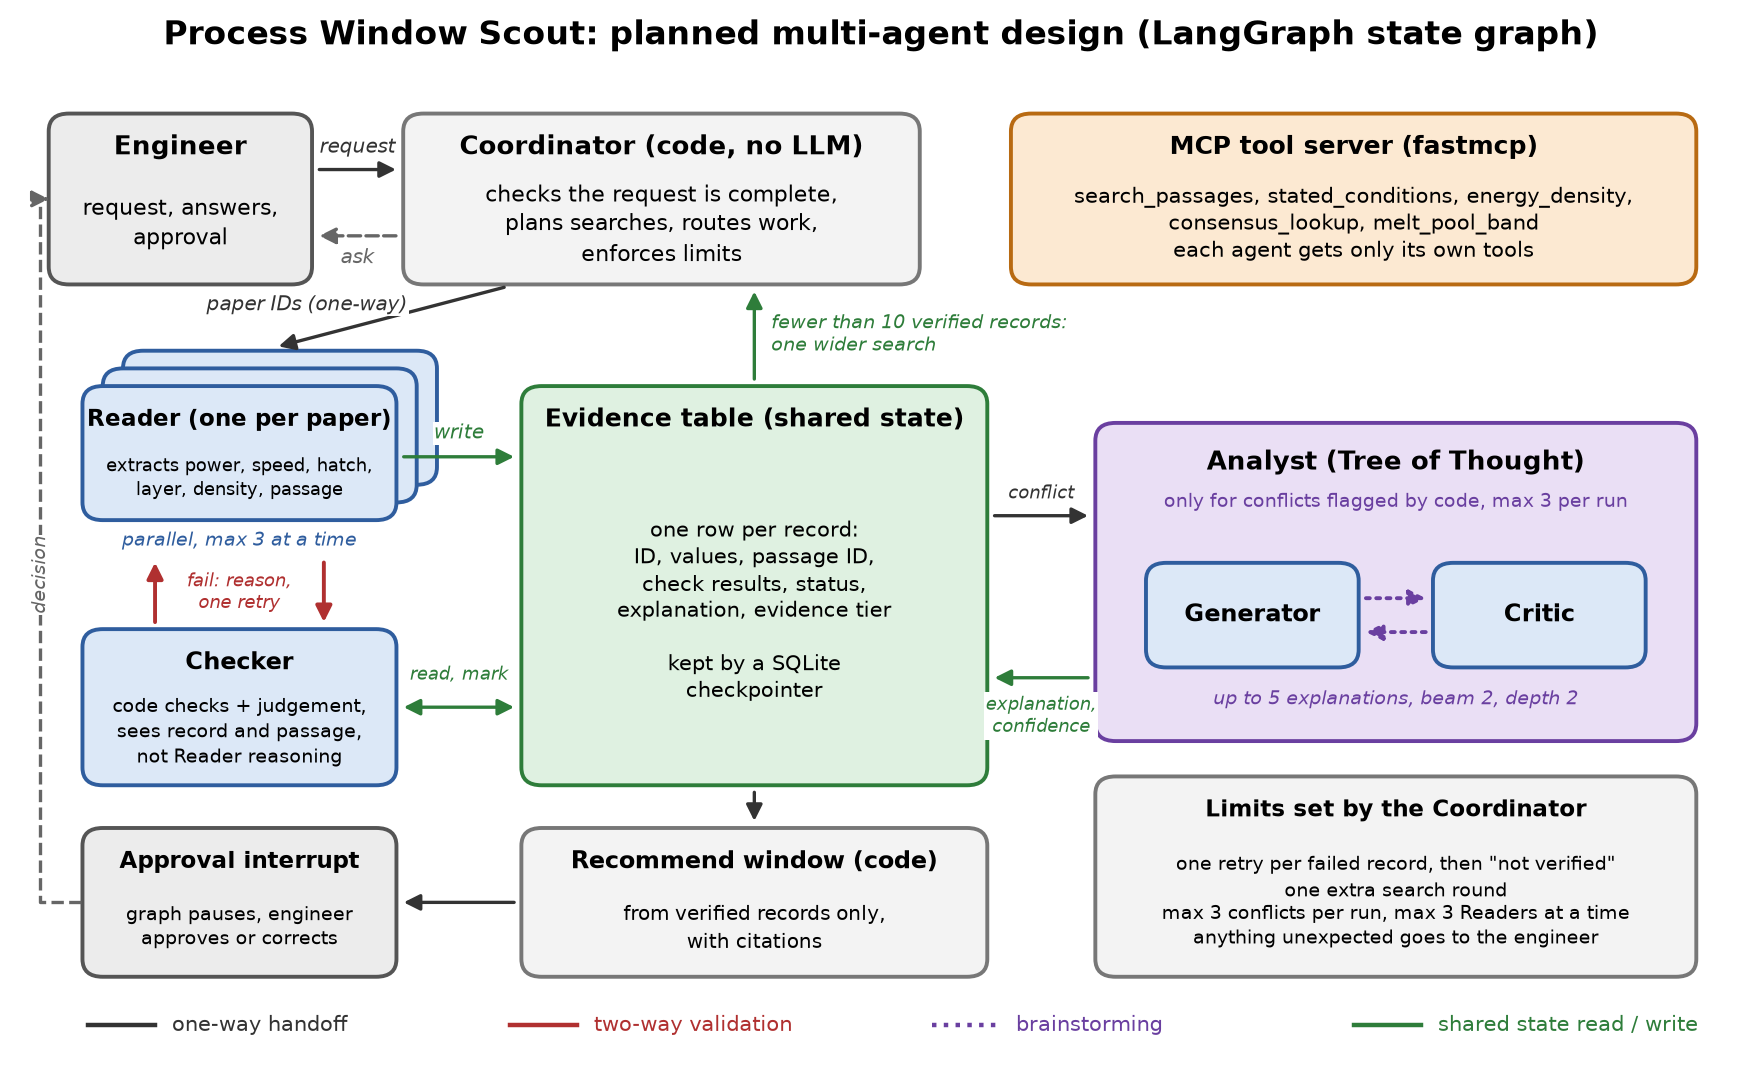 Process Window Scout: planned multi-agent design (LangGraph state graph)
Engineer
request, answers,
approval
request
ask
Coordinator (code, no LLM)
checks the request is complete,
plans searches, routes work,
enforces limits
MCP tool server (fastmcp)
search_passages, stated_conditions, energy_density,
consensus_lookup, melt_pool_band
each agent gets only its own tools
paper IDs (one-way)
fewer than 10 verified records:
one wider search
Reader (one per paper)
extracts power, speed, hatch,
layer, density, passage
parallel, max 3 at a time
write
Evidence table (shared state)
one row per record:
ID, values, passage ID,
check results, status,
explanation, evidence tier
kept by a SQLite
checkpointer
conflict
Analyst (Tree of Thought)
only for conflicts flagged by code, max 3 per run
Generator
Critic
up to 5 explanations, beam 2, depth 2
explanation,
confidence
decision
fail: reason,
one retry
Checker
code checks + judgement,
sees record and passage,
not Reader reasoning
read, mark
Approval interrupt
graph pauses, engineer
approves or corrects
Recommend window (code)
from verified records only,
with citations
Limits set by the Coordinator
one retry per failed record, then "not verified"
one extra search round
max 3 conflicts per run, max 3 Readers at a time
anything unexpected goes to the engineer
one-way handoff
two-way validation
brainstorming
shared state read / write